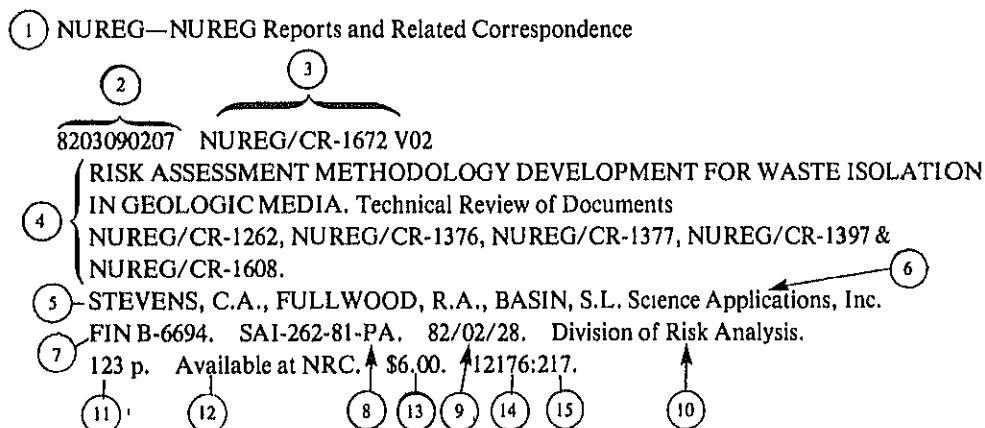 1 NUREG—NUREG Reports and Related Correspondence
2 3
8203090207 NUREG/CR-1672 V02
RISK ASSESSMENT METHODOLOGY DEVELOPMENT FOR WASTE ISOLATION
4 IN GEOLOGIC MEDIA. Technical Review of Documents
NUREG/CR-1262, NUREG/CR-1376, NUREG/CR-1377, NUREG/CR-1397 &
NUREG/CR-1608. 6
5 STEVENS, C.A., FULLWOOD, R.A., BASIN, S.L. Science Applications, Inc.
7 FIN B-6694. SAI-262-81-PA. 82/02/28. Division of Risk Analysis.
123 p. Available at NRC. $6.00. 12176:217.
11 12 8 13 9 14 15 10